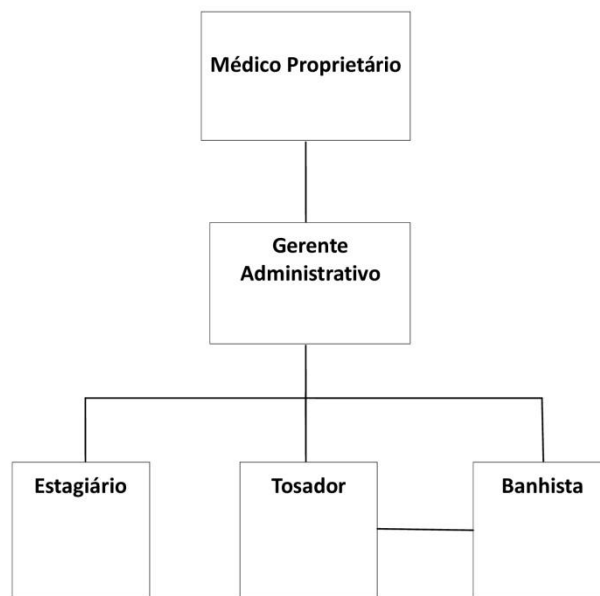 Médico Proprietário
Gerente
Administrativo
Estagiário
Tosador
Banhista